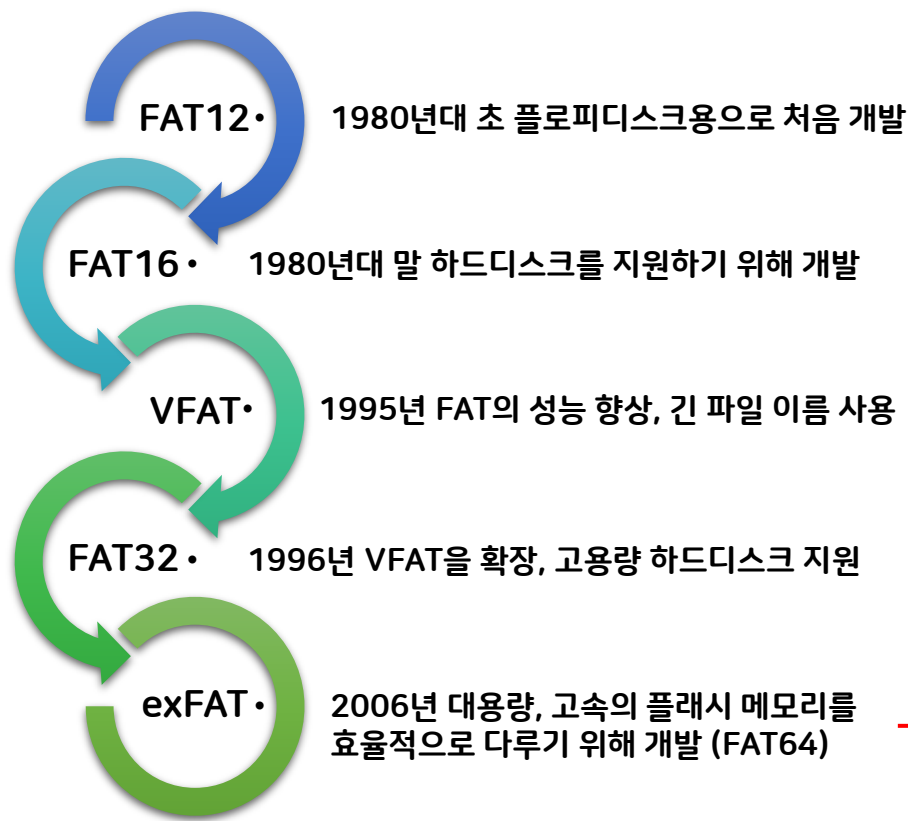 FAT12• 1980년대 초 플로피디스크용으로 처음 개발
FAT16• 1980년대 말 하드디스크를 지원하기 위해 개발
VFAT• 1995년 FAT의 성능 향상, 긴 파일 이름 사용
FAT32• 1996년 VFAT을 확장, 고용량 하드디스크 지원
exFAT• 2006년 대용량, 고속의 플래시 메모리를
효율적으로 다루기 위해 개발 (FAT64)